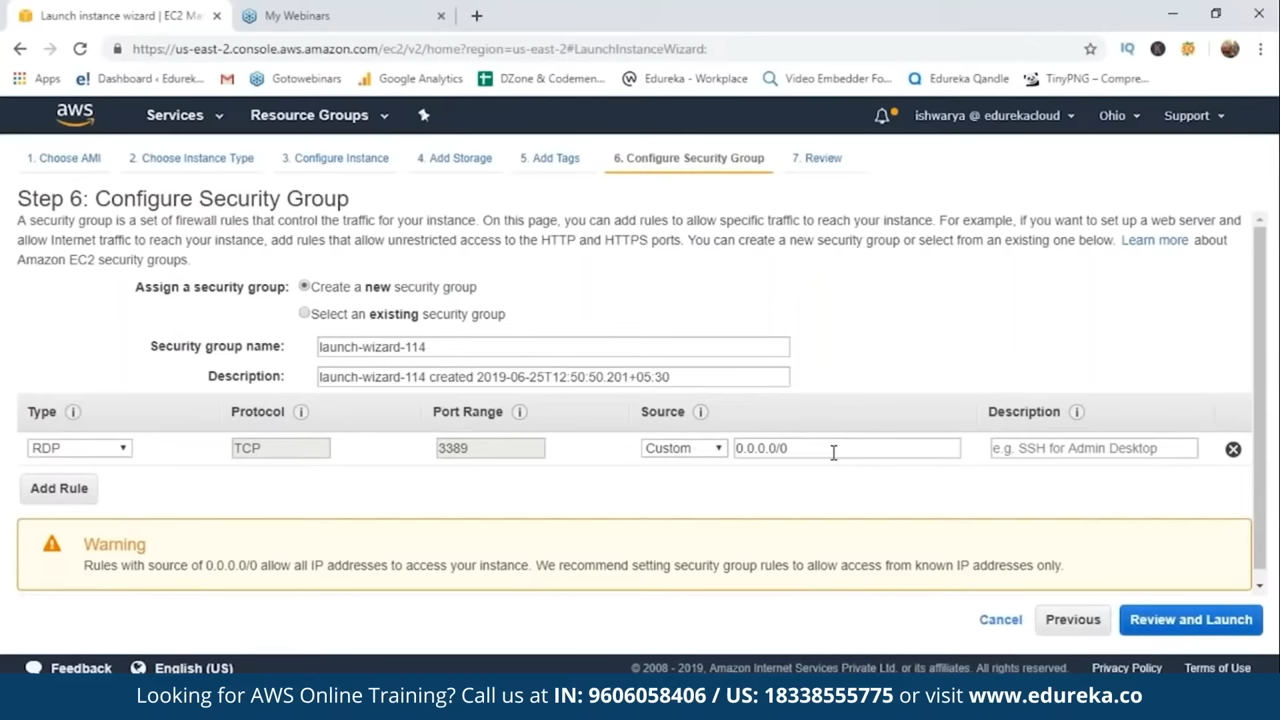 Launch instance wizard | EC2 Ma
My Webinars
https://us-east-2.console.aws.amazon.com/ec2/v2/home?region=us-east-2#LaunchInstanceWizard:
IQ
Apps
Dashboard ‹ Edurek...
Gotowebinars
Google Analytics
DZone & Codemen...
Edureka - Workplace
Video Embedder Fo...
Edureka Qandle
TinyPNG – Compre...
aws
Services
Resource Groups
ishwarya @ edurekacloud
Ohio
Support
1. Choose AMI
2. Choose Instance Type
3. Configure Instance
4. Add Storage
5. Add Tags
6. Configure Security Group
7. Review
Step 6: Configure Security Group
A security group is a set of firewall rules that control the traffic for your instance. On this page, you can add rules to allow specific traffic to reach your instance. For example, if you want to set up a web server and
allow Internet traffic to reach your instance, add rules that allow unrestricted access to the HTTP and HTTPS ports. You can create a new security group or select from an existing one below. Learn more about
Amazon EC2 security groups.
Assign a security group: Create a new security group
Select an existing security group
Security group name: launch-wizard-114
Description: launch-wizard-114 created 2019-06-25T12:50:50.201+05:30
Type Protocol Port Range Source Description
RDP TCP 3389 Custom 0.0.0.0/0 e.g. SSH for Admin Desktop
Add Rule
Warning
Rules with source of 0.0.0.0/0 allow all IP addresses to access your instance. We recommend setting security group rules to allow access from known IP addresses only.
Cancel Previous Review and Launch
Feedback English (US) © 2008 - 2019, Amazon Internet Services Private Ltd. or its affiliates. All rights reserved. Privacy Policy Terms of Use
Looking for AWS Online Training? Call us at IN: 9606058406 / US: 18338555775 or visit www.edureka.co